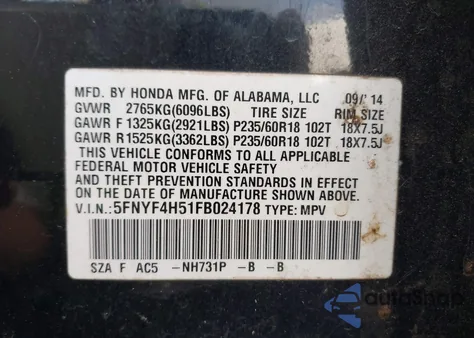 MFD. BY HONDA MFG. OF ALABAMA, LLC 09/'14
GVWR 2765KG(6096LBS) TIRE SIZE RIM SIZE
GAWR F 1325KG(2921LBS) P235/60R18 102T 18X7.5J
GAWR R 1525KG(3362LBS) P235/60R18 102T 18X7.5J
THIS VEHICLE CONFORMS TO ALL APPLICABLE
FEDERAL MOTOR VEHICLE SAFETY
AND THEFT PREVENTION STANDARDS IN EFFECT
ON THE DATE OF MANUFACTURE SHOWN ABOVE.
V.I.N.: 5FNYF4H51FB024178 TYPE: MPV
SZA F AC5 -NH731P -B -B
autoShop